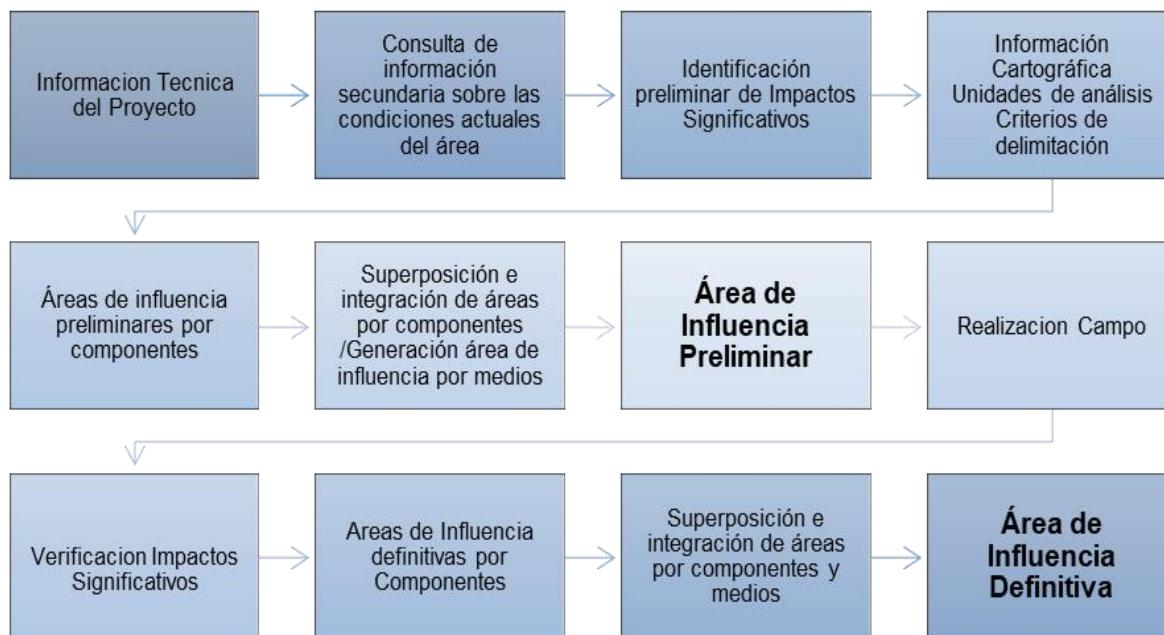 Informacion Tecnica
del Proyecto
Consulta de
información
secundaria sobre las
condiciones actuales
del área
Identificación
preliminar de Impactos
Significativos
Información
Cartográfica
Unidades de análisis
Criterios de
delimitación
Áreas de influencia
preliminares por
componentes
Superposición e
integración de áreas
por componentes
/Generación área de
influencia por medios
Área de
Influencia
Preliminar
Realizacion Campo
Verificacion Impactos
Significativos
Areas de Influencia
definitivas por
Componentes
Superposición e
integración de áreas
por componentes y
medios
Área de
Influencia
Definitiva